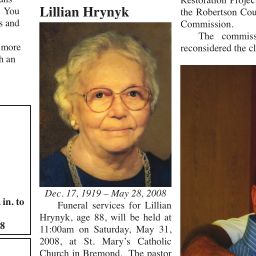 You
s and
more
h an
in. to
8
Lillian Hrynyk
Dec. 17, 1919 – May 28, 2008
Funeral services for Lillian
Hrynyk, age 88, will be held at
11:00am on Saturday, May 31,
2008, at St. Mary's Catholic
Church in Bremond. The pastor
Restoration Projec
the Robertson Cou
Commission.
The commiss
reconsidered the cl